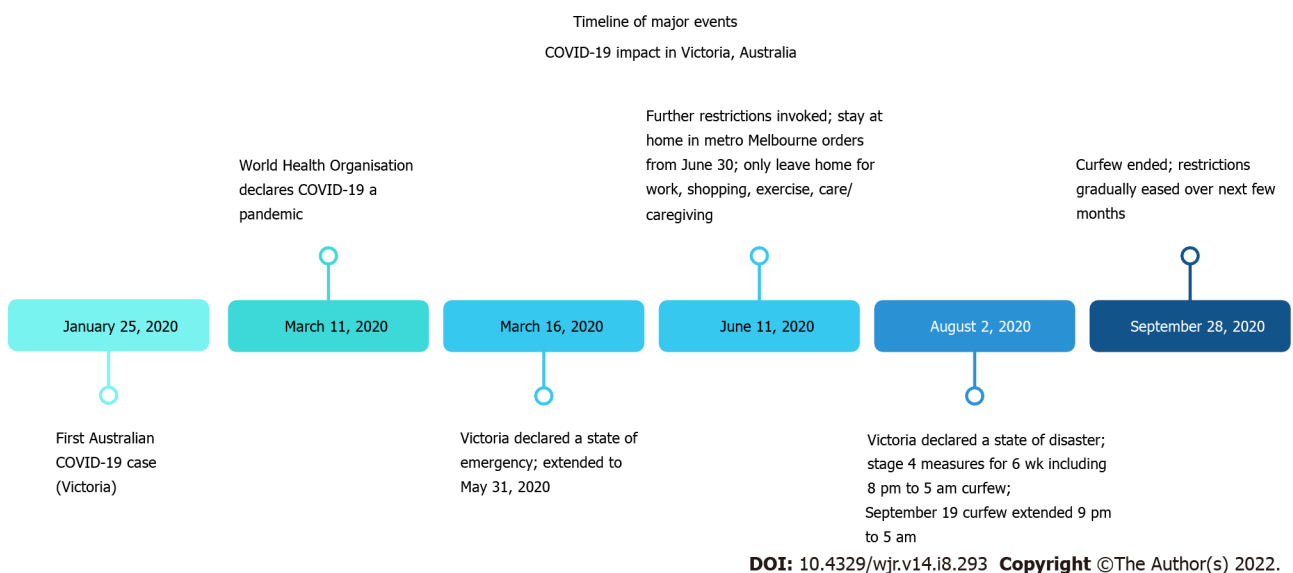 Timeline of major events
COVID-19 impact in Victoria, Australia
January 25, 2020
First Australian
COVID-19 case
(Victoria)
World Health Organisation
declares COVID-19 a
pandemic
March 11, 2020
March 16, 2020
Victoria declared a state of
emergency; extended to
May 31, 2020
Further restrictions invoked; stay at
home in metro Melbourne orders
from June 30; only leave home for
work, shopping, exercise, care/
caregiving
June 11, 2020
August 2, 2020
Victoria declared a state of disaster;
stage 4 measures for 6 wk including
8 pm to 5 am curfew;
September 19 curfew extended 9 pm
to 5 am
Curfew ended; restrictions
gradually eased over next few
months
September 28, 2020
DOI: 10.4329/wjr.v14.i8.293 Copyright ©The Author(s) 2022.